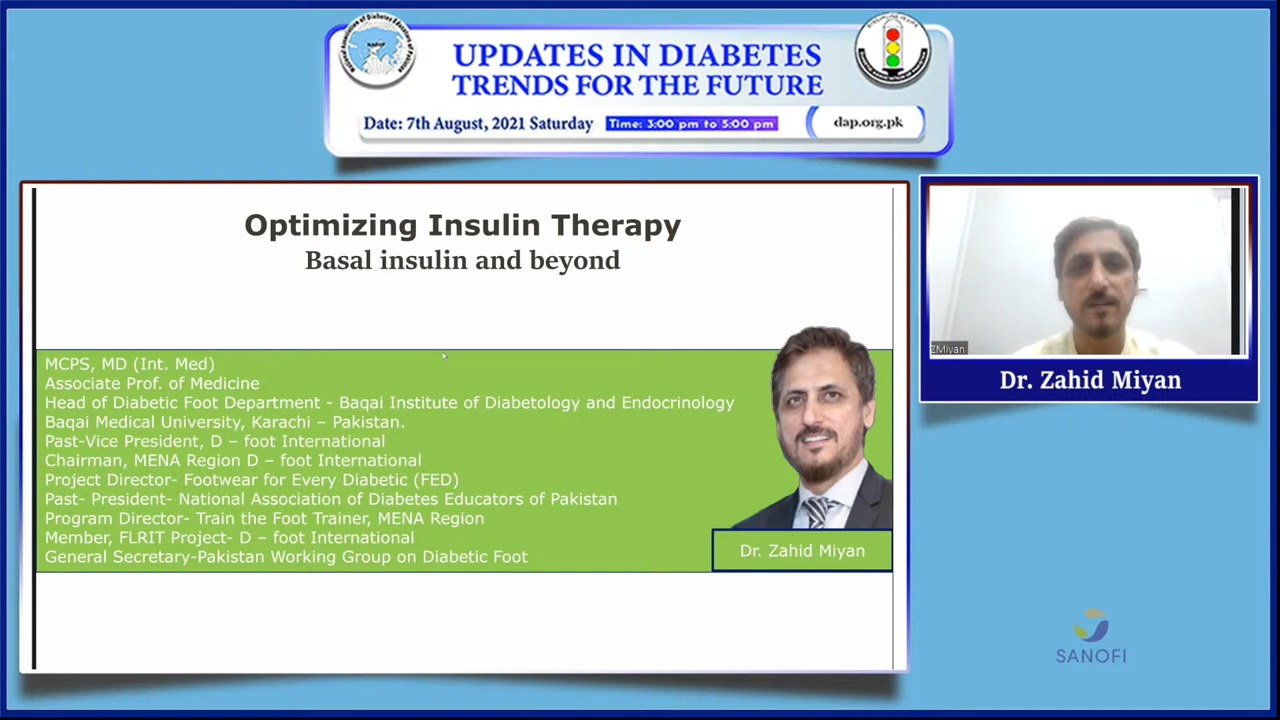 UPDATES IN DIABETES
TRENDS FOR THE FUTURE
Date: 7th August, 2021 Saturday
Time: 3:00 pm to 5:00 pm
dap.org.pk
Optimizing Insulin Therapy
Basal insulin and beyond
MCPS, MD (Int. Med)
Associate Prof. of Medicine
Head of Diabetic Foot Department - Baqai Institute of Diabetology and Endocrinology
Baqai Medical University, Karachi – Pakistan.
Past-Vice President, D – foot International
Chairman, MENA Region D – foot International
Project Director- Footwear for Every Diabetic (FED)
Past- President- National Association of Diabetes Educators of Pakistan
Program Director- Train the Foot Trainer, MENA Region
Member, FLRIT Project- D – foot International
General Secretary-Pakistan Working Group on Diabetic Foot
Dr. Zahid Miyan
ZMiyan
Dr. Zahid Miyan
SANOFI